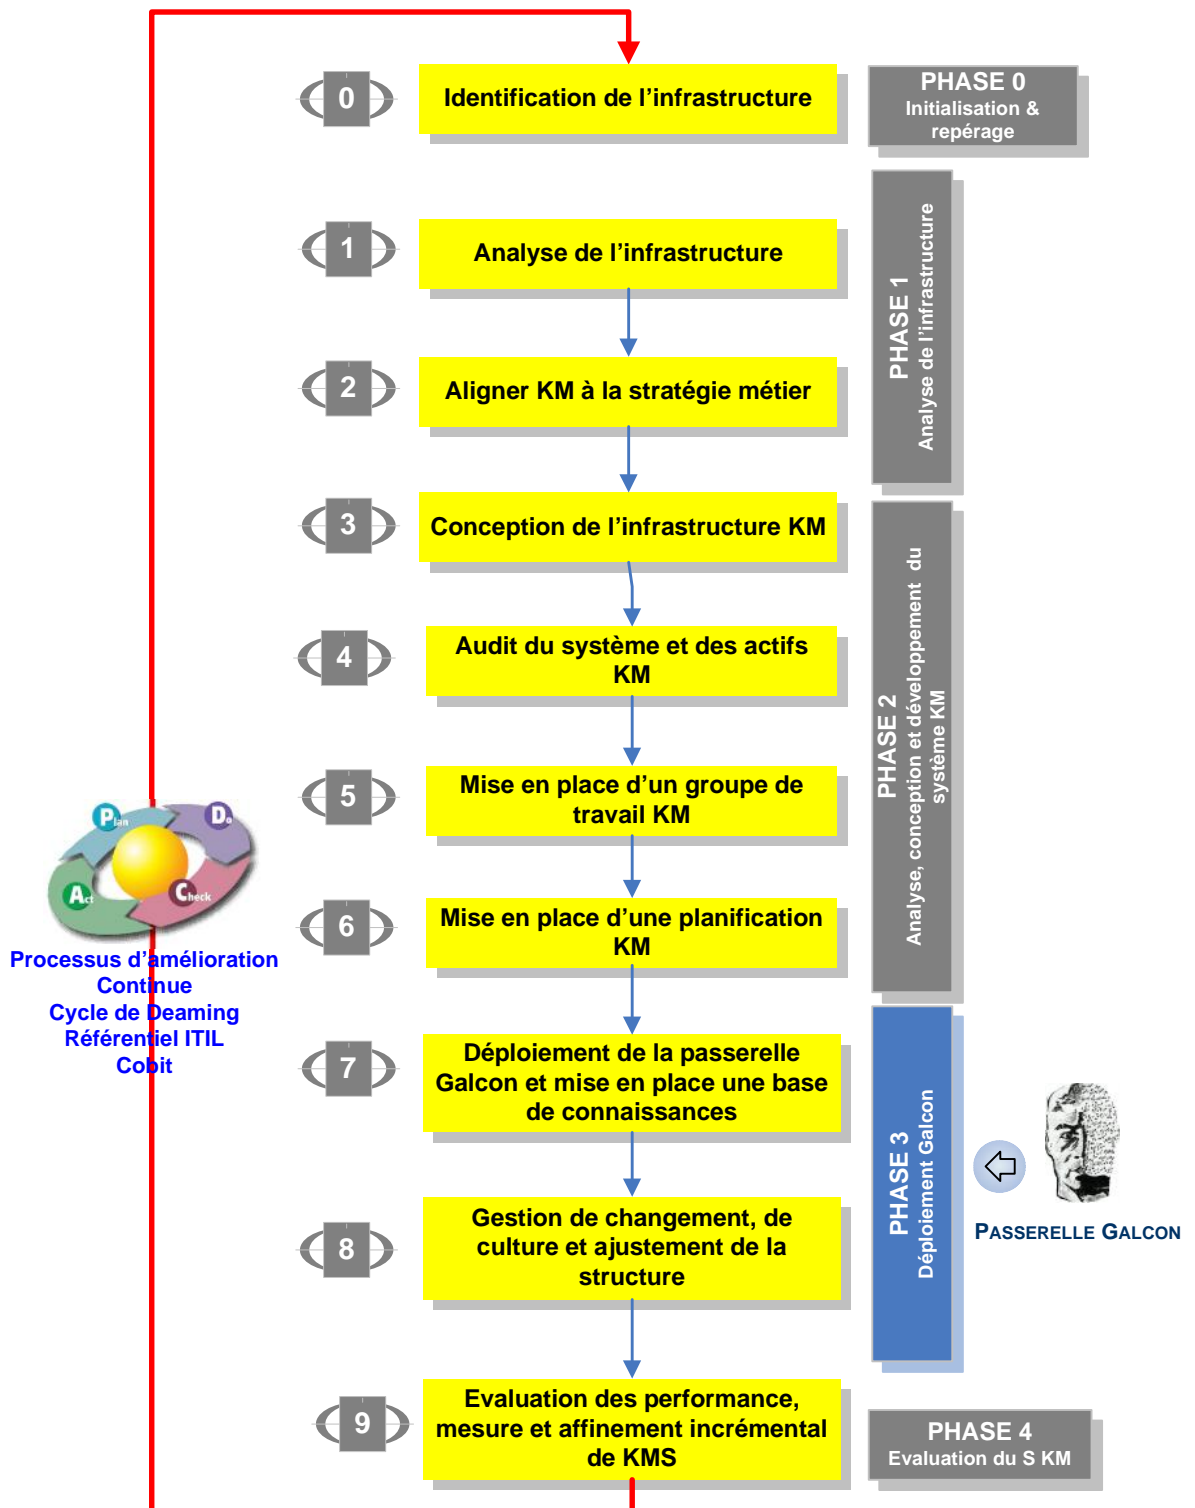 0
Identification de l’infrastructure
PHASE 0
Initialisation &
repérage
1
Analyse de l’infrastructure
2
Aligner KM à la stratégie métier
PHASE 1
Analyse de l’infrastructure
3
Conception de l’infrastructure KM
4
Audit du système et des actifs
KM
5
Mise en place d’un groupe de
travail KM
6
Mise en place d’une planification
KM
PHASE 2
Analyse, conception et développement du
système KM
Plan
Do
Act
Check
Processus d’amélioration
Continue
Cycle de Deaming
Référentiel ITIL
Cobit
7
Déploiement de la passerelle
Galcon et mise en place une base
de connaissances
8
Gestion de changement, de
culture et ajustement de la
structure
PHASE 3
Déploiement Galcon
PASSERELLE GALCON
9
Evaluation des performance,
mesure et affinement incrémental
de KMS
PHASE 4
Evaluation du S KM